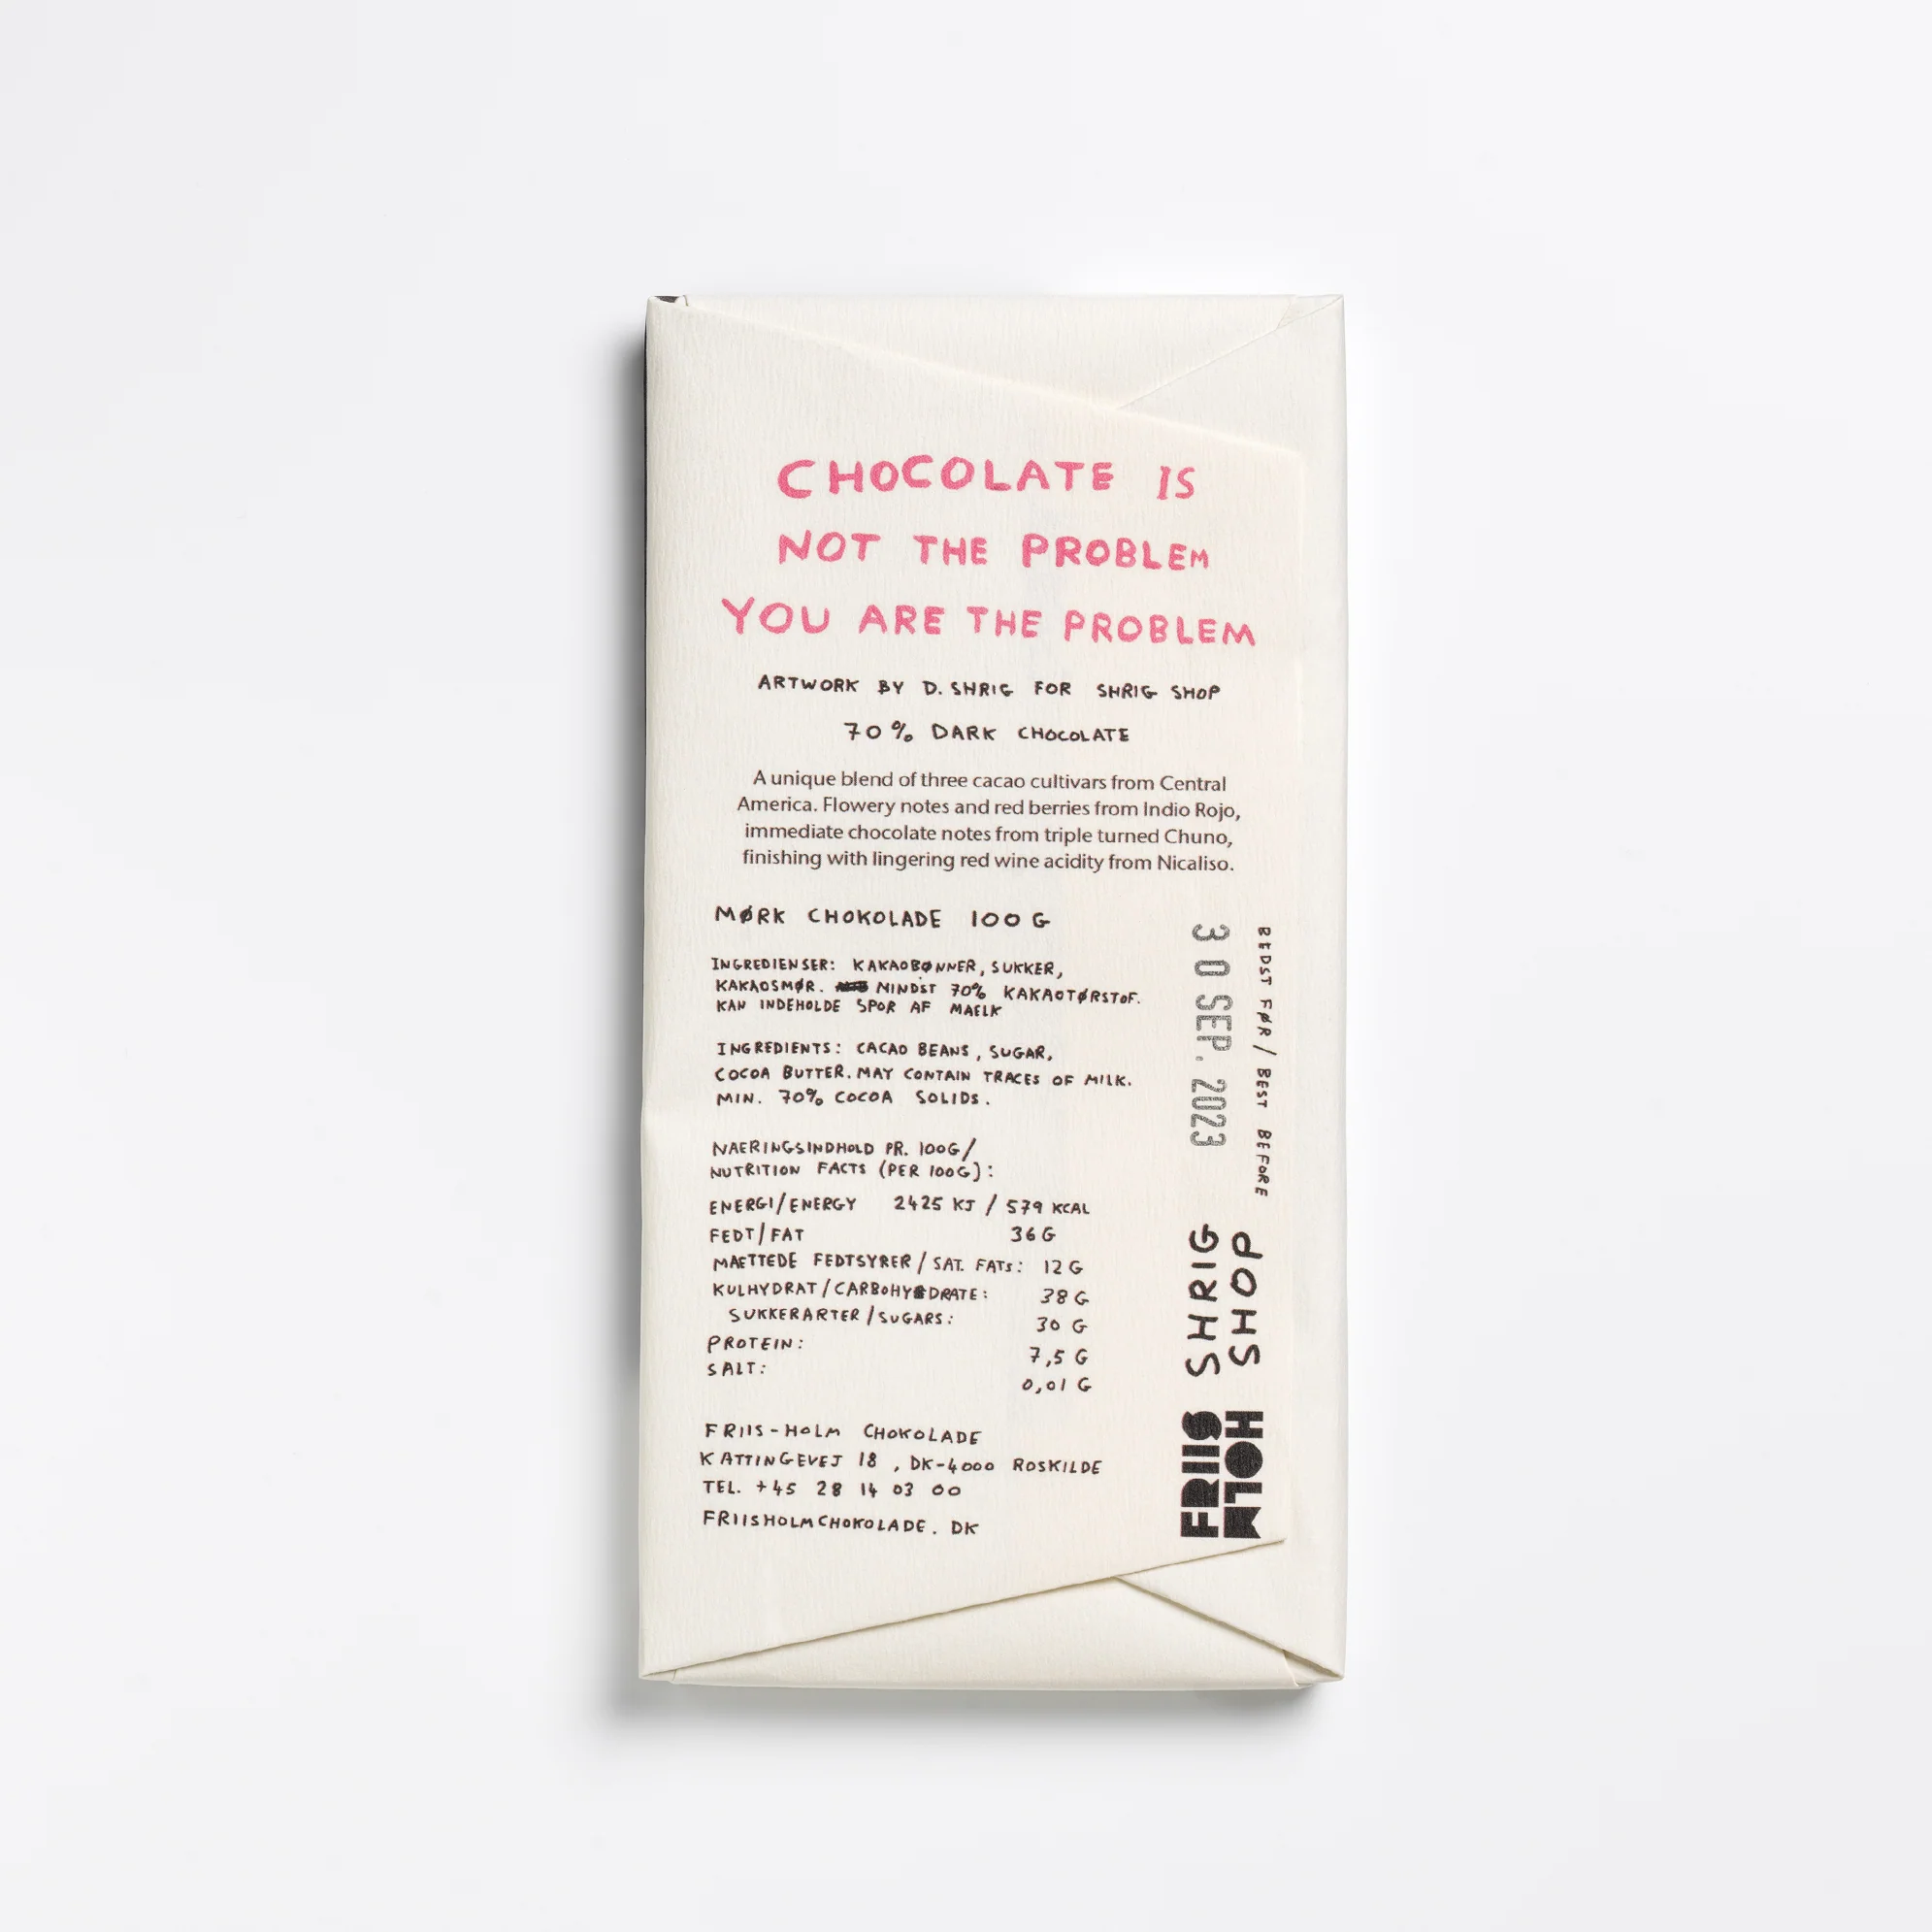 CHOCOLATE IS
NOT THE PROBLEM
YOU ARE THE PROBLEM
ARTWORK BY D. SHRIG FOR SHRIG SHOP
70% DARK CHOCOLATE
A unique blend of three cacao cultivars from Central
America. Flowery notes and red berries from Indio Rojo,
immediate chocolate notes from triple turned Chuno,
finishing with lingering red wine acidity from Nicaliso.
MØRK CHOKOLADE 100 G
INGREDIENSER: KAKAOBØNNER, SUKKER,
KAKAOSMØR. MINDST 70% KAKAOTØRSTOF.
KAN INDEHOLDE SPOR AF MAELK
INGREDIENTS: CACAO BEANS, SUGAR,
COCOA BUTTER. MAY CONTAIN TRACES OF MILK.
MIN. 70% COCOA SOLIDS.
NAERINGSINDHOLD PR. 100G/
NUTRITION FACTS (PER 100G):
ENERGI/ENERGY 2425 KJ / 579 KCAL
FEDT/FAT 36 G
MAETTEDE FEDTSYRER / SAT. FATS: 12 G
KULHYDRAT/CARBOHYDRATE: 38 G
SUKKERARTER/SUGARS: 30 G
PROTEIN: 7,5 G
SALT: 0,01 G
FRIIS-HOLM CHOKOLADE
KATTINGEVEJ 18, DK-4000 ROSKILDE
TEL. +45 28 14 03 00
FRIISHOLMCHOKOLADE.DK
BEDST FØR / BEST BEFORE
30 SEP. 2023
SHRIG
SHOP
FRIIS
HOLM